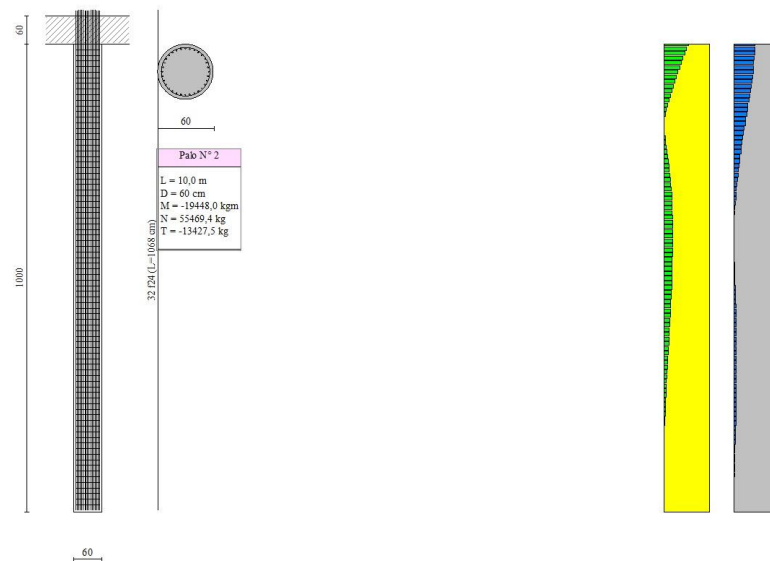 60
60
Palo N° 2
L = 10,0 m
D = 60 cm
M = -19448,0 kgm
N = 55469,4 kg
T = -13427,5 kg
32 f24 (L=1068 cm)
1000
60